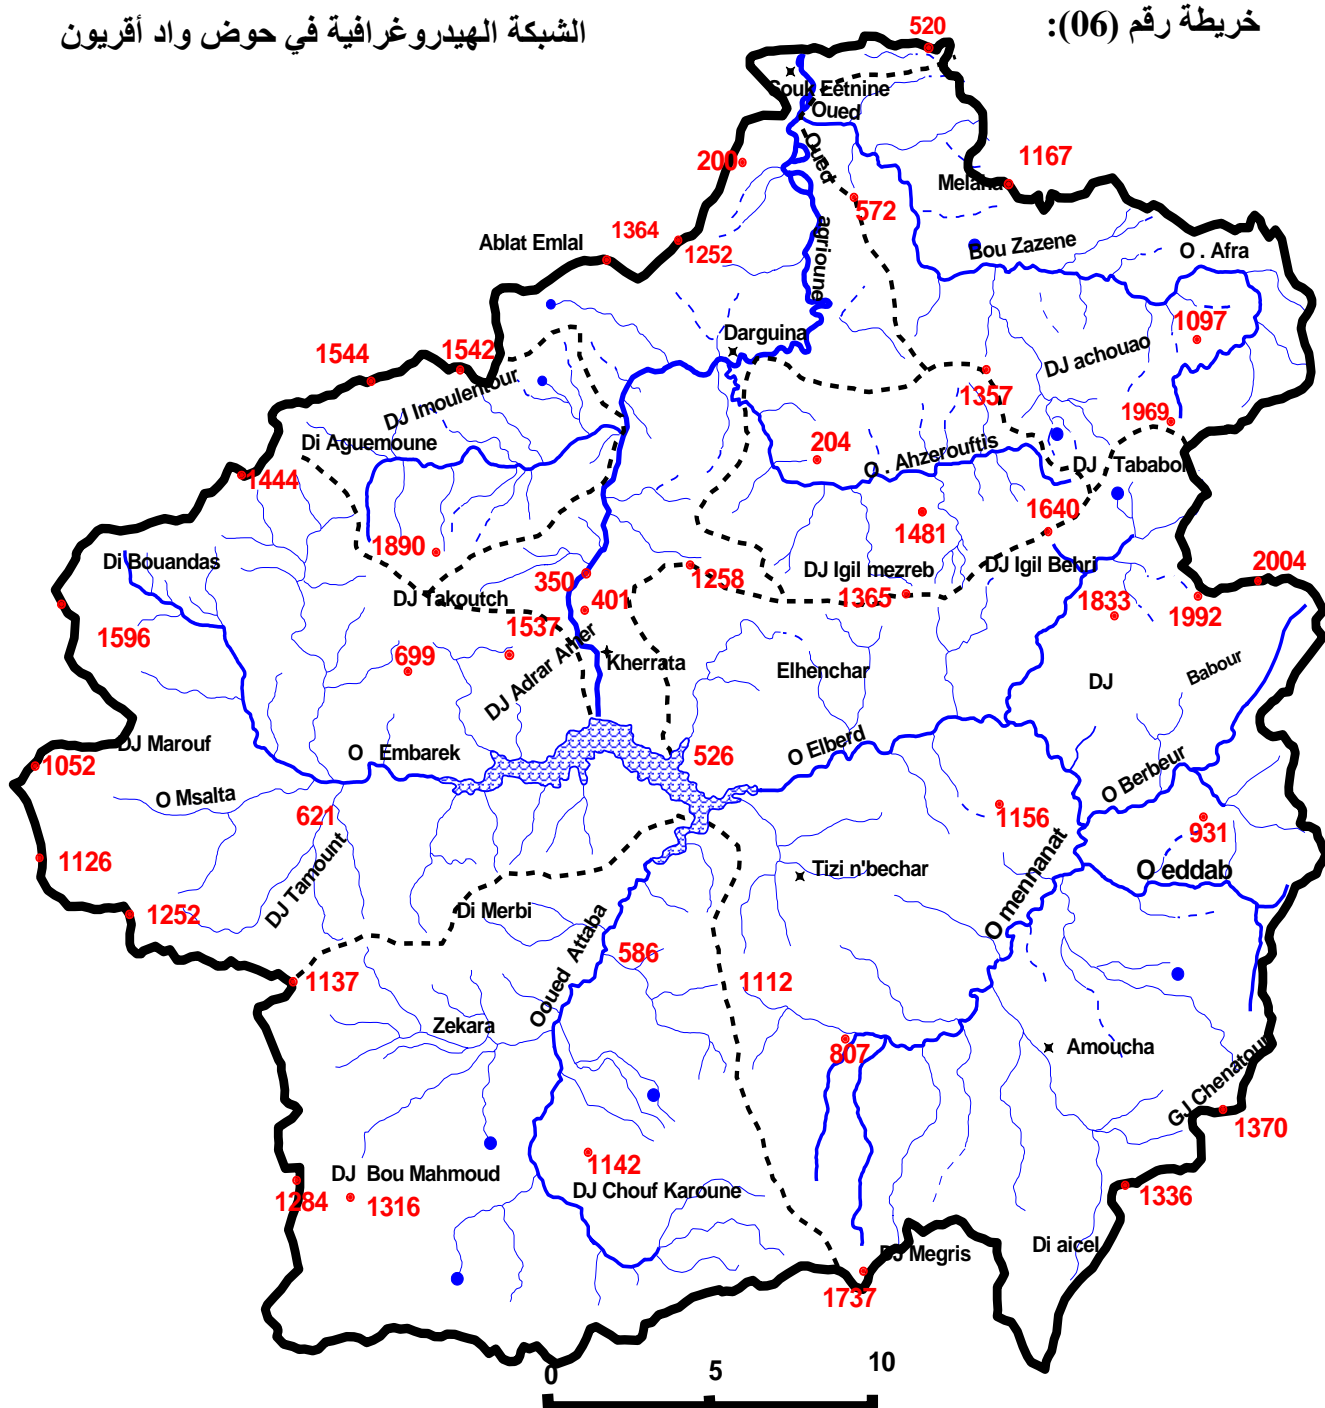 خريطة رقم (06):
الشبكة الهيدروغرافية في حوض واد أقريون
520
Souk Eetnine
Oued
Oued
agrioune
200
1167
Melaha
572
1364
Ablat Emlal
1252
Bou Zazene
O . Afra
1097
Darguina
DJ achouao
1544
1542
1357
DJ Imoulentour
1969
Di Aguemoune
204
O . Ahzerouftis
DJ Tababort
1444
1640
1481
1890
Di Bouandas
350
1258
DJ Igil mezreb
DJ Igil Behri
2004
1365
1833
1992
DJ Takoutch
401
1596
1537
699
DJ Adrar Amer
Kherrata
Elhenchar
DJ
Babour
DJ Marouf
O Embarek
526
O Elberd
1052
O Msalta
O Berbeur
621
1156
931
1126
DJ Tamount
Tizi n'bechar
O mennanat
O eddab
1252
Di Merbi
Ooued Attaba
586
1137
1112
Zekara
807
Amoucha
GJ Chenatour
1370
1142
DJ Bou Mahmoud
DJ Chouf Karoune
1284
1316
1336
Di aicel
DJ Megris
1737
0
5
10